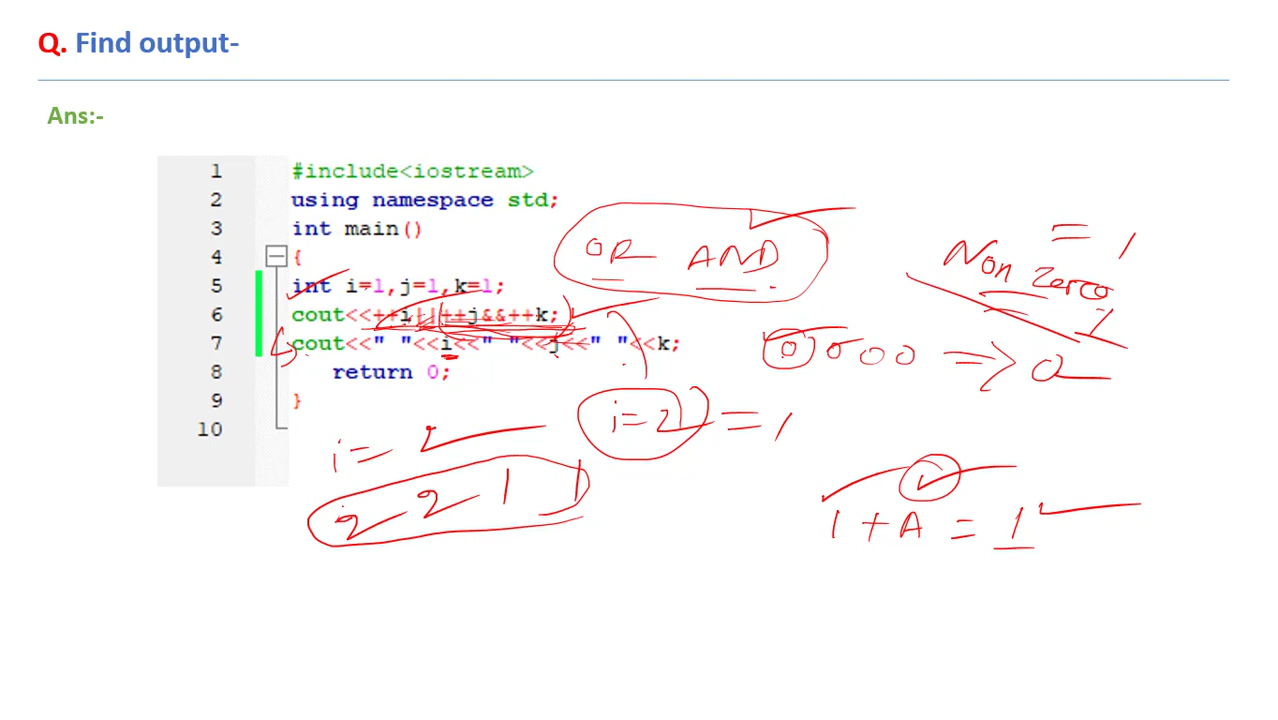 Q. Find output-
Ans:-
1 #include<iostream>
2 using namespace std;
3 int main()
4 {
5 int i=1,j=1,k=1;
6 cout<<++i||++j&&++k;
7 cout<<" "<<i<<" "<<j<<" "<<k;
8 return 0;
9 }
10
OR AND
Non zero = 1
1
0 0 0 0 => 0
i=2 = 1
i=2
2 2 1 1
1 + A = 1